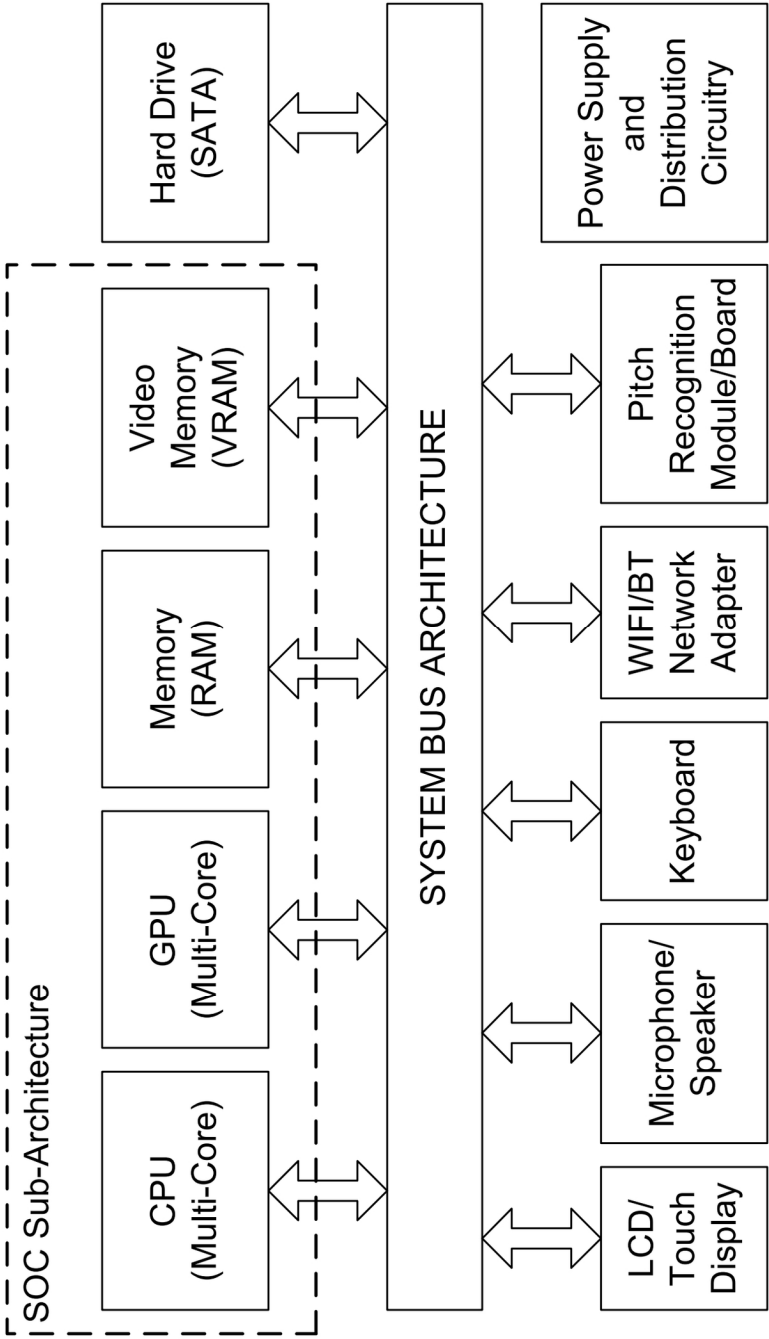 SOC Sub-Architecture
CPU
(Multi-Core)
GPU
(Multi-Core)
Memory
(RAM)
Video
Memory
(VRAM)
Hard Drive
(SATA)
SYSTEM BUS ARCHITECTURE
LCD/
Touch
Display
Microphone/
Speaker
Keyboard
WIFI/BT
Network
Adapter
Pitch
Recognition
Module/Board
Power Supply
and
Distribution
Circuitry